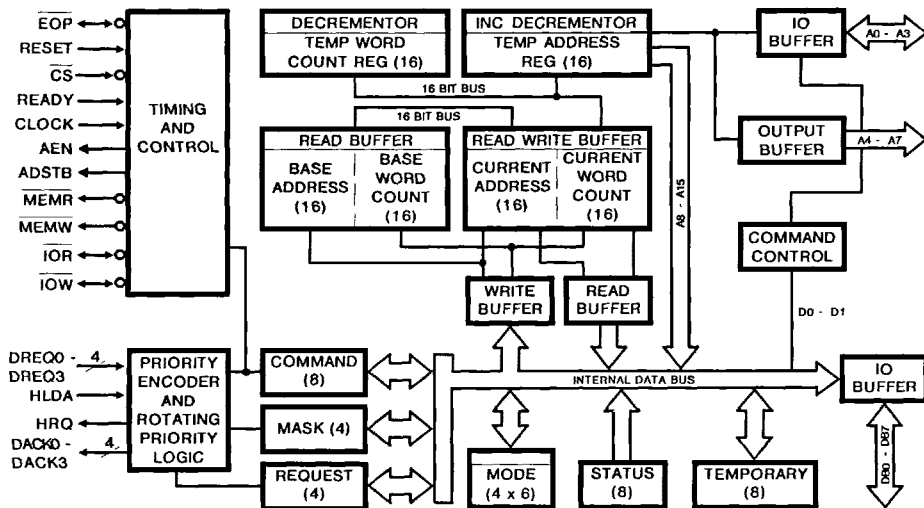 EOP
RESET
CS
READY
CLOCK
AEN
ADSTB
MEMR
MEMW
IOR
IOW
TIMING
AND
CONTROL
DECREMENTOR
TEMP WORD
COUNT REG (16)
INC DECREMENTOR
TEMP ADDRESS
REG (16)
IO
BUFFER
A0 - A3
16 BIT BUS
16 BIT BUS
READ BUFFER
BASE
ADDRESS
(16)
BASE
WORD
COUNT
(16)
READ WRITE BUFFER
CURRENT
ADDRESS
(16)
CURRENT
WORD
COUNT
(16)
A8 - A15
OUTPUT
BUFFER
A4 - A7
COMMAND
CONTROL
WRITE
BUFFER
READ
BUFFER
D0 - D1
DREQ0 -
DREQ3
4
HLDA
HRQ
DACK0 -
DACK3
4
PRIORITY
ENCODER
AND
ROTATING
PRIORITY
LOGIC
COMMAND
(8)
MASK (4)
REQUEST
(4)
INTERNAL DATA BUS
IO
BUFFER
DB0 - DB7
MODE
(4 x 6)
STATUS
(8)
TEMPORARY
(8)